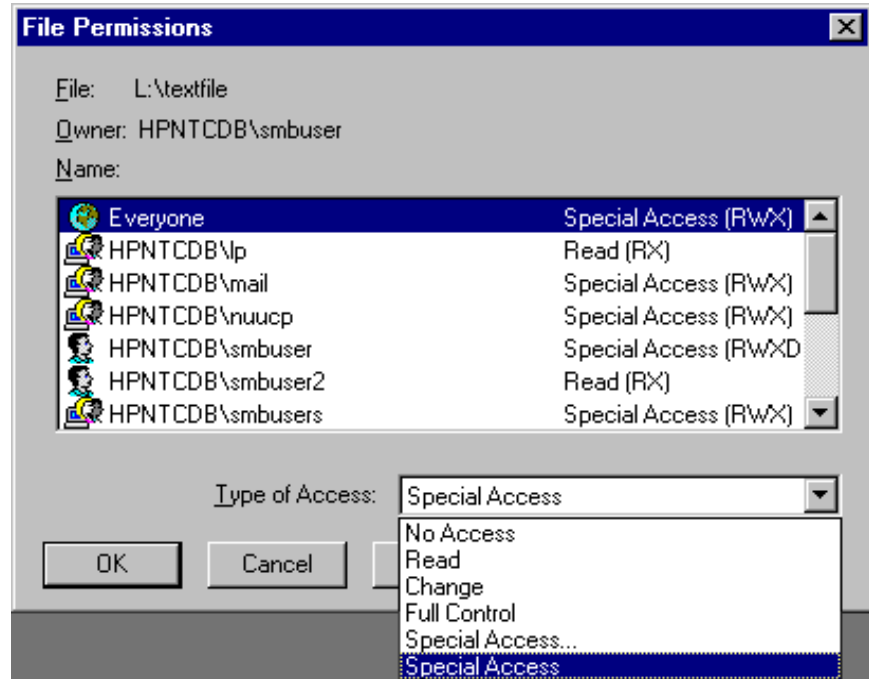 File Permissions
File: L:\textfile
Owner: HPNTCDB\smbuser
Name:
Everyone Special Access (RWX)
HPNTCDB\lp Read (RX)
HPNTCDB\mail Special Access (RWX)
HPNTCDB\nuucp Special Access (RWX)
HPNTCDB\smbuser Special Access (RWXD
HPNTCDB\smbuser2 Read (RX)
HPNTCDB\smbusers Special Access (RWX)
Type of Access: Special Access
No Access
Read
Change
Full Control
Special Access...
Special Access
OK Cancel